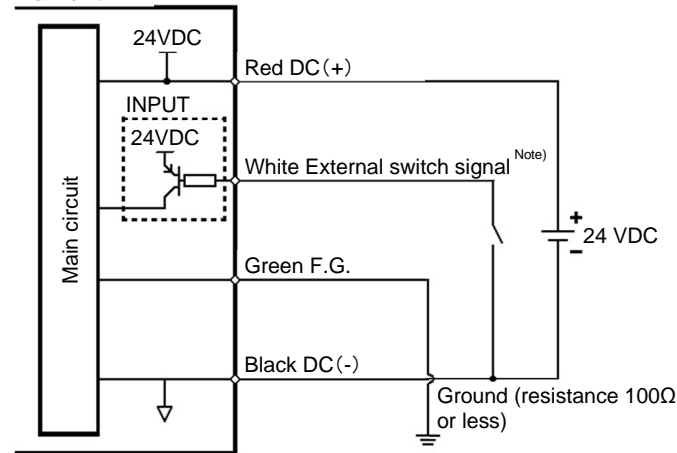 24VDC
Red DC(+)
INPUT
24VDC
White External switch signal Note)
Main circuit
+
24 VDC
−
Green F.G.
Black DC(-)
Ground (resistance 100Ω
or less)